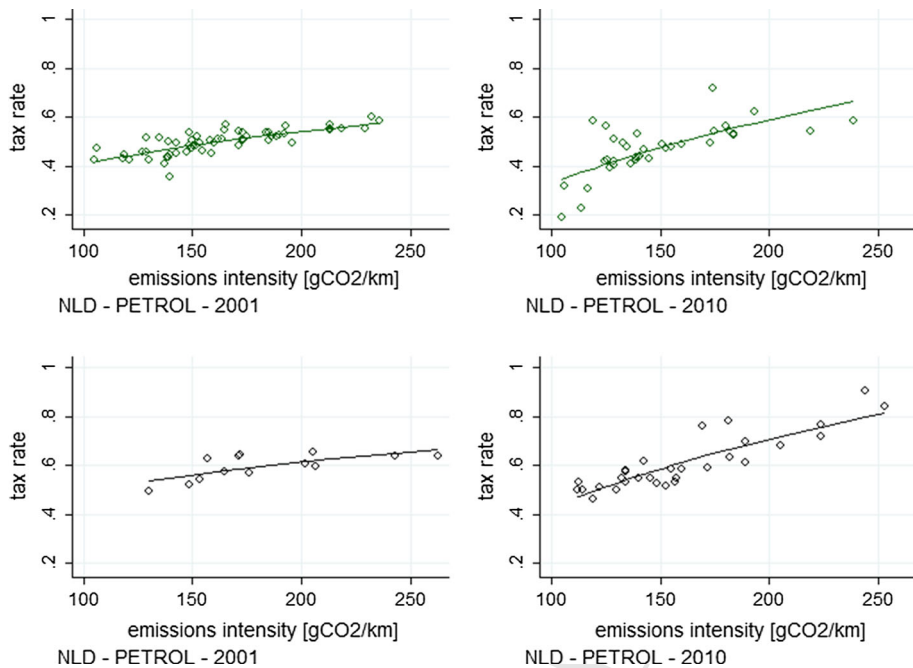 1
.8
.6
.4
.2
tax rate
100 150 200 250
emissions intensity [gCO2/km]
NLD - PETROL - 2001
1
.8
.6
.4
.2
tax rate
100 150 200 250
emissions intensity [gCO2/km]
NLD - PETROL - 2010
1
.8
.6
.4
.2
tax rate
100 150 200 250
emissions intensity [gCO2/km]
NLD - PETROL - 2001
1
.8
.6
.4
.2
tax rate
100 150 200 250
emissions intensity [gCO2/km]
NLD - PETROL - 2010